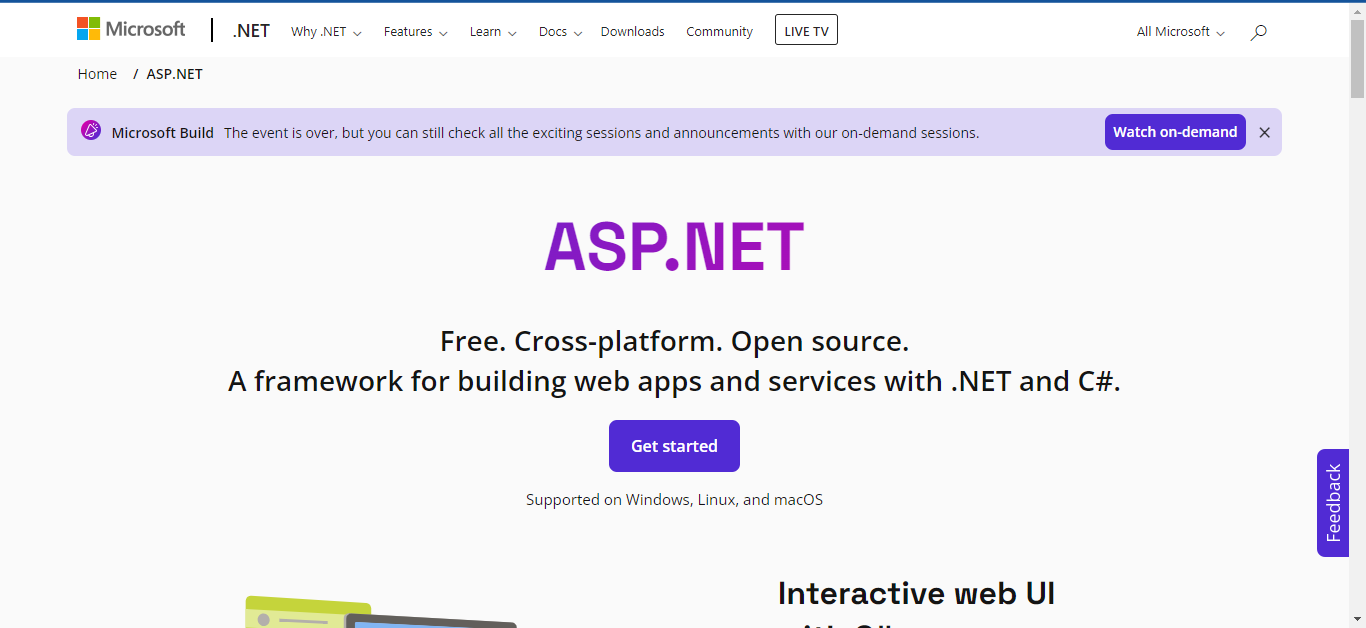 Microsoft .NET Why .NET Features Learn Docs Downloads Community LIVE TV All Microsoft
Home / ASP.NET
Microsoft Build The event is over, but you can still check all the exciting sessions and announcements with our on-demand sessions. Watch on-demand
ASP.NET
Free. Cross-platform. Open source.
A framework for building web apps and services with .NET and C#.
Get started
Supported on Windows, Linux, and macOS
Feedback
Interactive web UI